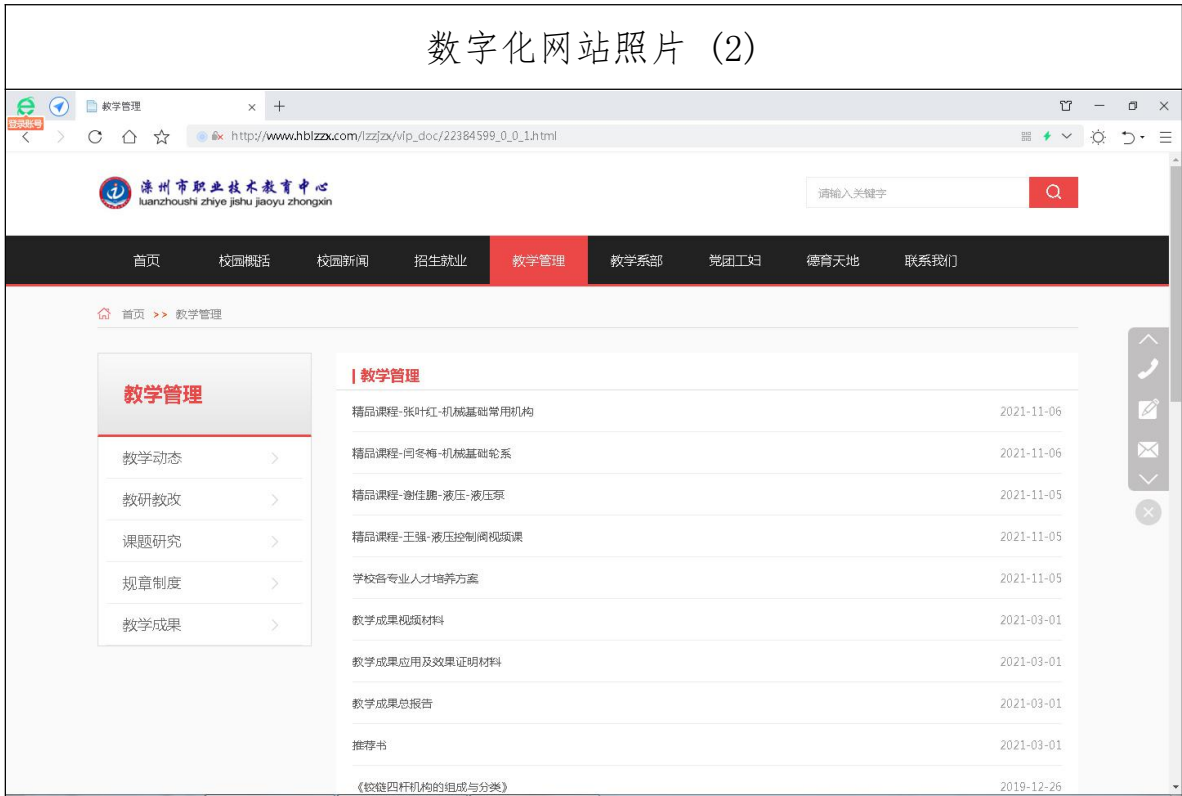 数字化网站照片 (2)
教学管理
登录账号
http://www.hblzzx.com/lzzjzx/vip_doc/22384599_0_0_1.html
滦州市职业技术教育中心
luanzhoushi zhiye jishu jiaoyu zhongxin
请输入关键字
首页 校园概括 校园新闻 招生就业 教学管理 教学系部 党团工妇 德育天地 联系我们
首页 >> 教学管理
教学管理
教学动态
教研教改
课题研究
规章制度
教学成果
教学管理
精品课程-张叶红-机械基础常用机构 2021-11-06
精品课程-闫冬梅-机械基础轮系 2021-11-06
精品课程-谢佳鹏-液压-液压泵 2021-11-05
精品课程-王强-液压控制阀视频课 2021-11-05
学校各专业人才培养方案 2021-11-05
教学成果视频材料 2021-03-01
教学成果应用及效果证明材料 2021-03-01
教学成果总报告 2021-03-01
推荐书 2021-03-01
《铰链四杆机构的组成与分类》 2019-12-26